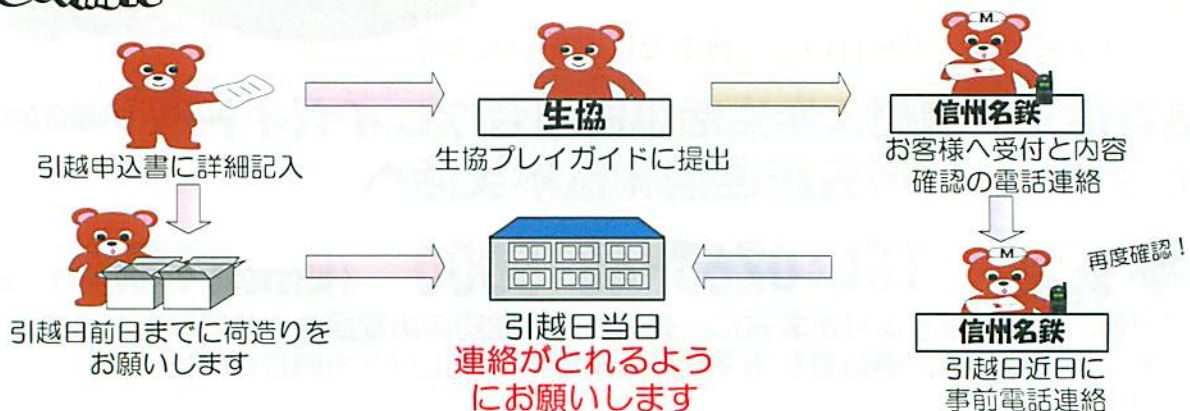 M
生協
信州名鉄
引越申込書に詳細記入
生協プレイガイドに提出
お客様へ受付と内容
確認の電話連絡
M
再度確認！
信州名鉄
引越日前日までに荷造りを
お願いします
引越日当日
連絡がとれるよう
にお願いします
引越日近日に
事前電話連絡